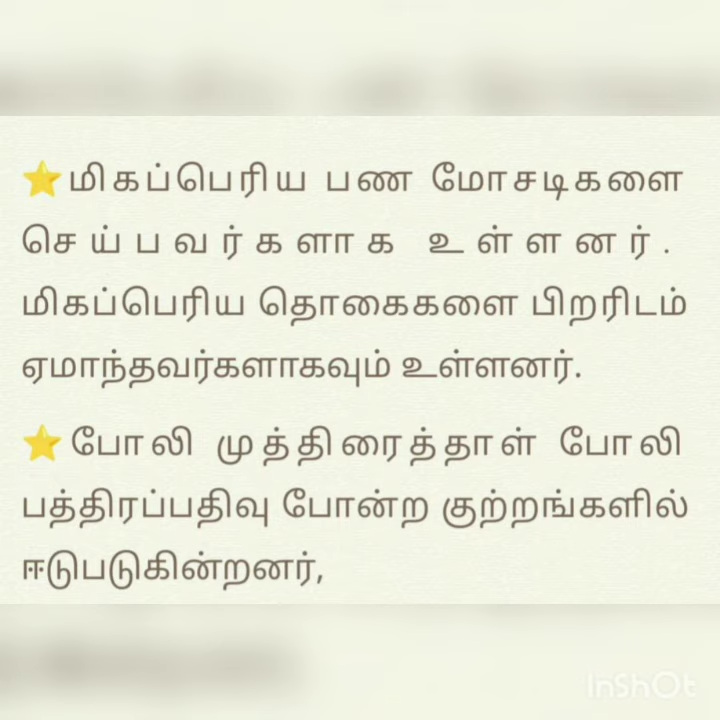 ⭐மிகப்பெரிய பண மோசடிகளை
செய்பவர்களாக உள்ளனர்.
மிகப்பெரிய தொகைகளை பிறரிடம்
ஏமாந்தவர்களாகவும் உள்ளனர்.
⭐போலி முத்திரைத்தாள் போலி
பத்திரப்பதிவு போன்ற குற்றங்களில்
ஈடுபடுகின்றனர்,
InShOt